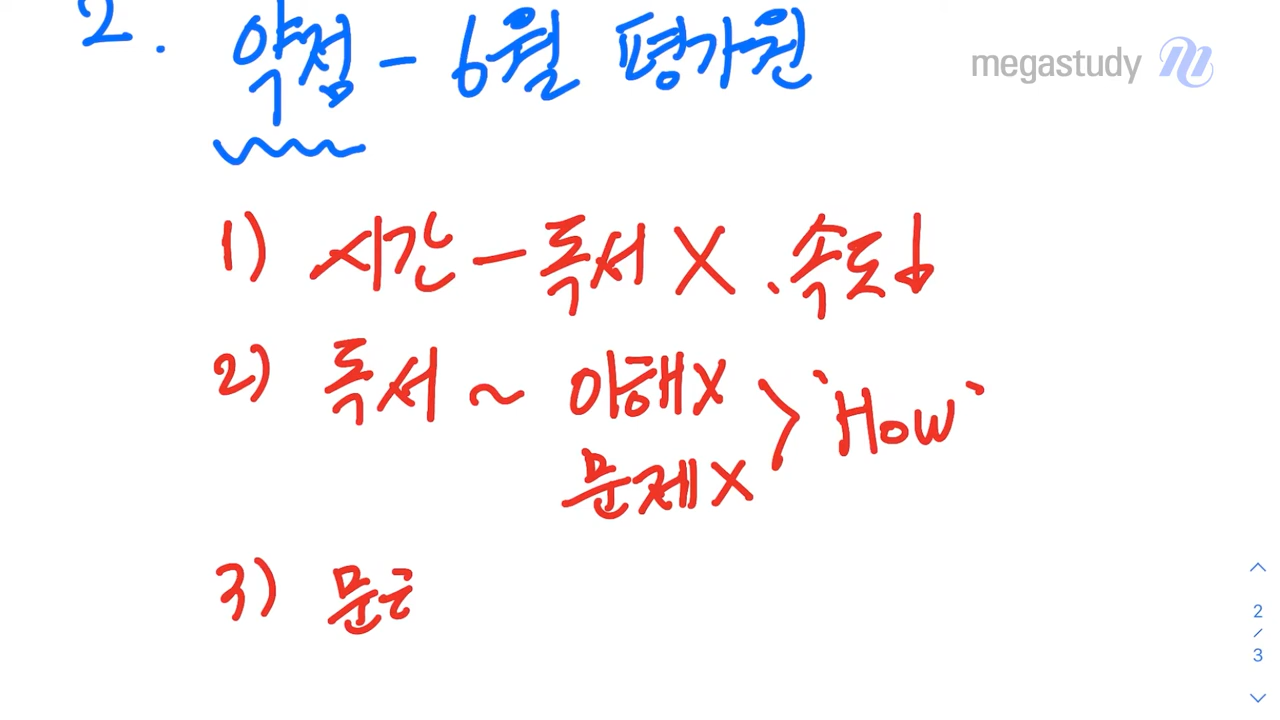 2. 약점 - 6월 평가원
megastudy
1) 시간 - 독서 X . 속도↓
2) 독서 ~ 이해X
문제X > 'How'
3) 문
2
/
3